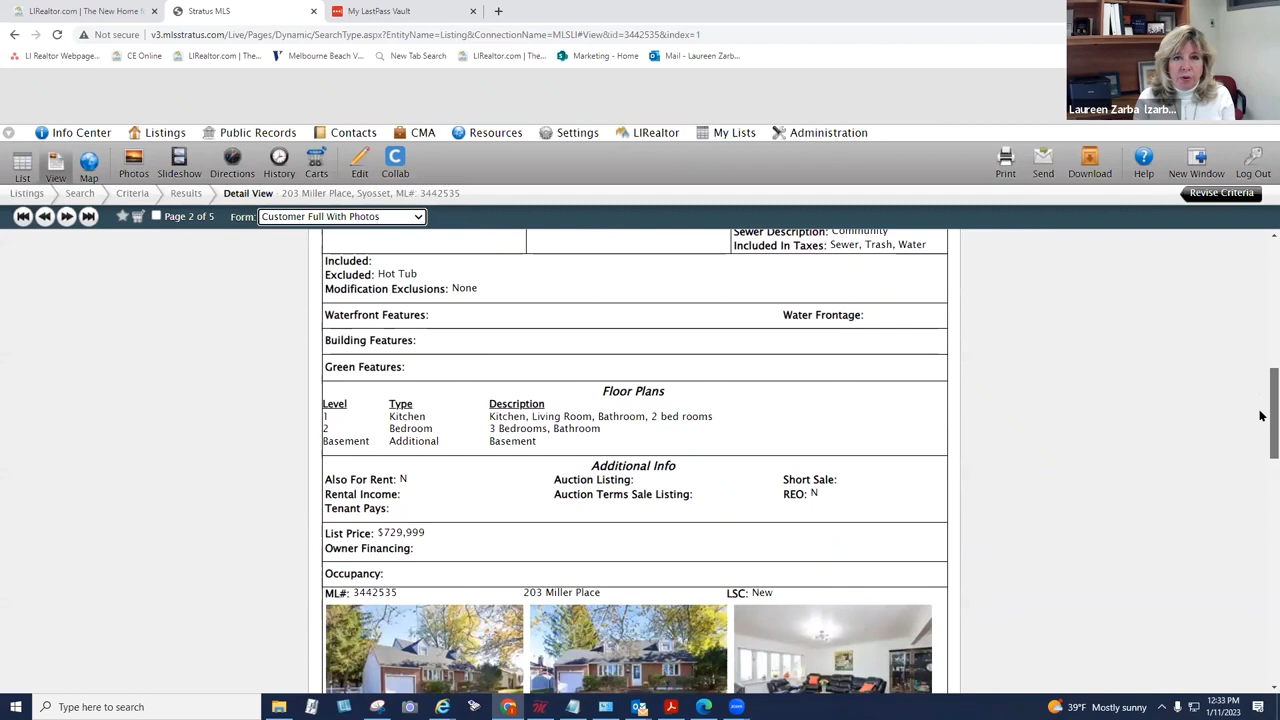 LIRealtor.com | The New Home f
Stratus MLS
My LastPass Vault
Not secure
v3.mlsstratus.com/Live/Pages/Dynamic/SearchType.striEntityNa
ConnectionName=MLSLI#View&id=3442535&index=1
LI Realtor Webpage...
CE Online
LIRealtor.com | The...
Melbourne Beach V...
New Tab Search
LIRealtor.com | The...
Marketing - Home
Mail - Laureen Zarb...
Laureen Zarba lzarb...
Info Center
Listings
Public Records
Contacts
CMA
Resources
Settings
LIRealtor
My Lists
Administration
List
View
Map
Photos
Slideshow
Directions
History
Carts
Edit
Collab
Print
Send
Download
Help
New Window
Log Out
Listings
Search
Criteria
Results
Detail View - 203 Miller Place, Syosset, ML#: 3442535
Revise Criteria
Page 2 of 5
Form:
Customer Full With Photos
Sewer Description: Community
Included In Taxes: Sewer, Trash, Water
Included:
Excluded: Hot Tub
Modification Exclusions: None
Waterfront Features:
Water Frontage:
Building Features:
Green Features:
Floor Plans
Level Type Description
1 Kitchen Kitchen, Living Room, Bathroom, 2 bed rooms
2 Bedroom 3 Bedrooms, Bathroom
Basement Additional Basement
Additional Info
Also For Rent: N Auction Listing: Short Sale:
Rental Income: Auction Terms Sale Listing: REO: N
Tenant Pays:
List Price: $729,999
Owner Financing:
Occupancy:
ML#: 3442535 203 Miller Place LSC: New
Type here to search
39°F Mostly sunny
12:33 PM
1/11/2023